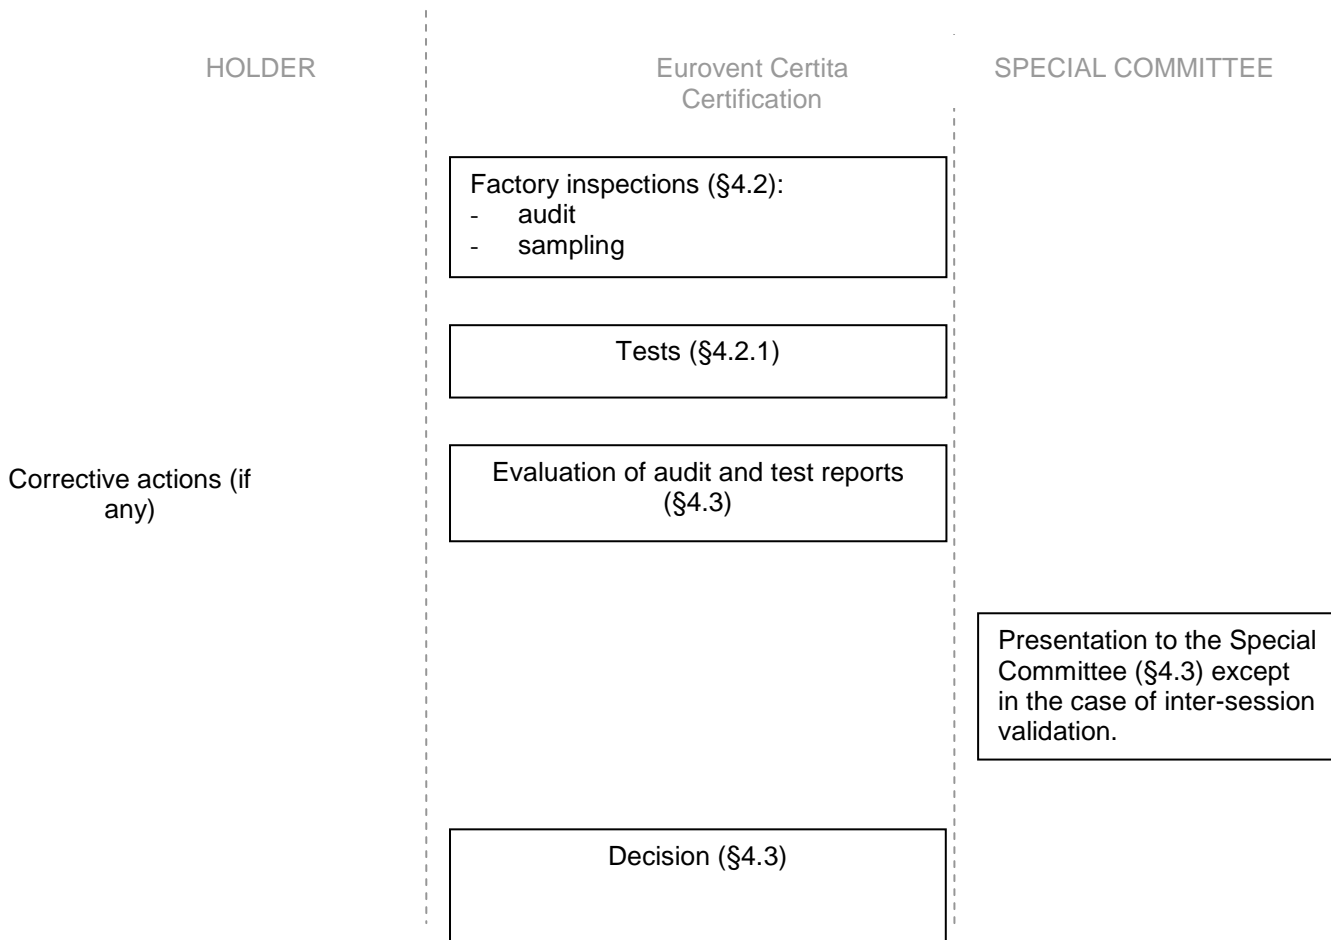 HOLDER
Eurovent Certita
Certification
SPECIAL COMMITTEE
Factory inspections (§4.2):
- audit
- sampling
Tests (§4.2.1)
Corrective actions (if
any)
Evaluation of audit and test reports
(§4.3)
Presentation to the Special
Committee (§4.3) except
in the case of inter-session
validation.
Decision (§4.3)